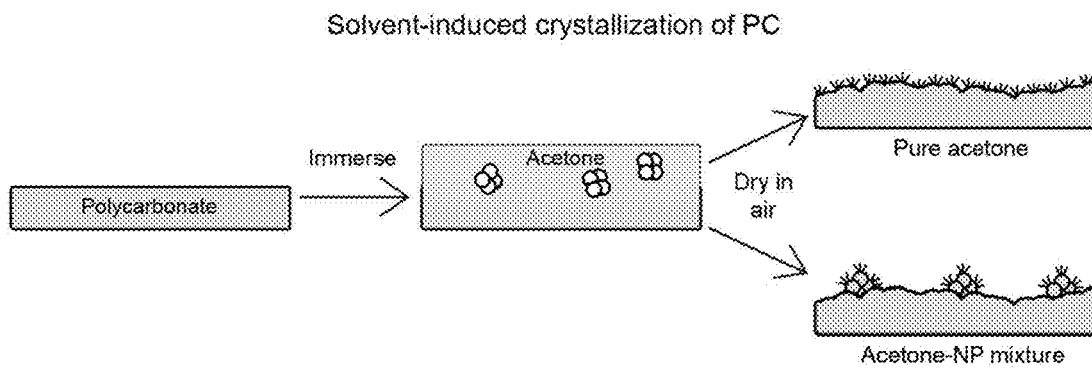 Solvent-induced crystallization of PC
Polycarbonate
Immerse
Acetone
Dry in
air
Pure acetone
Acetone-NP mixture